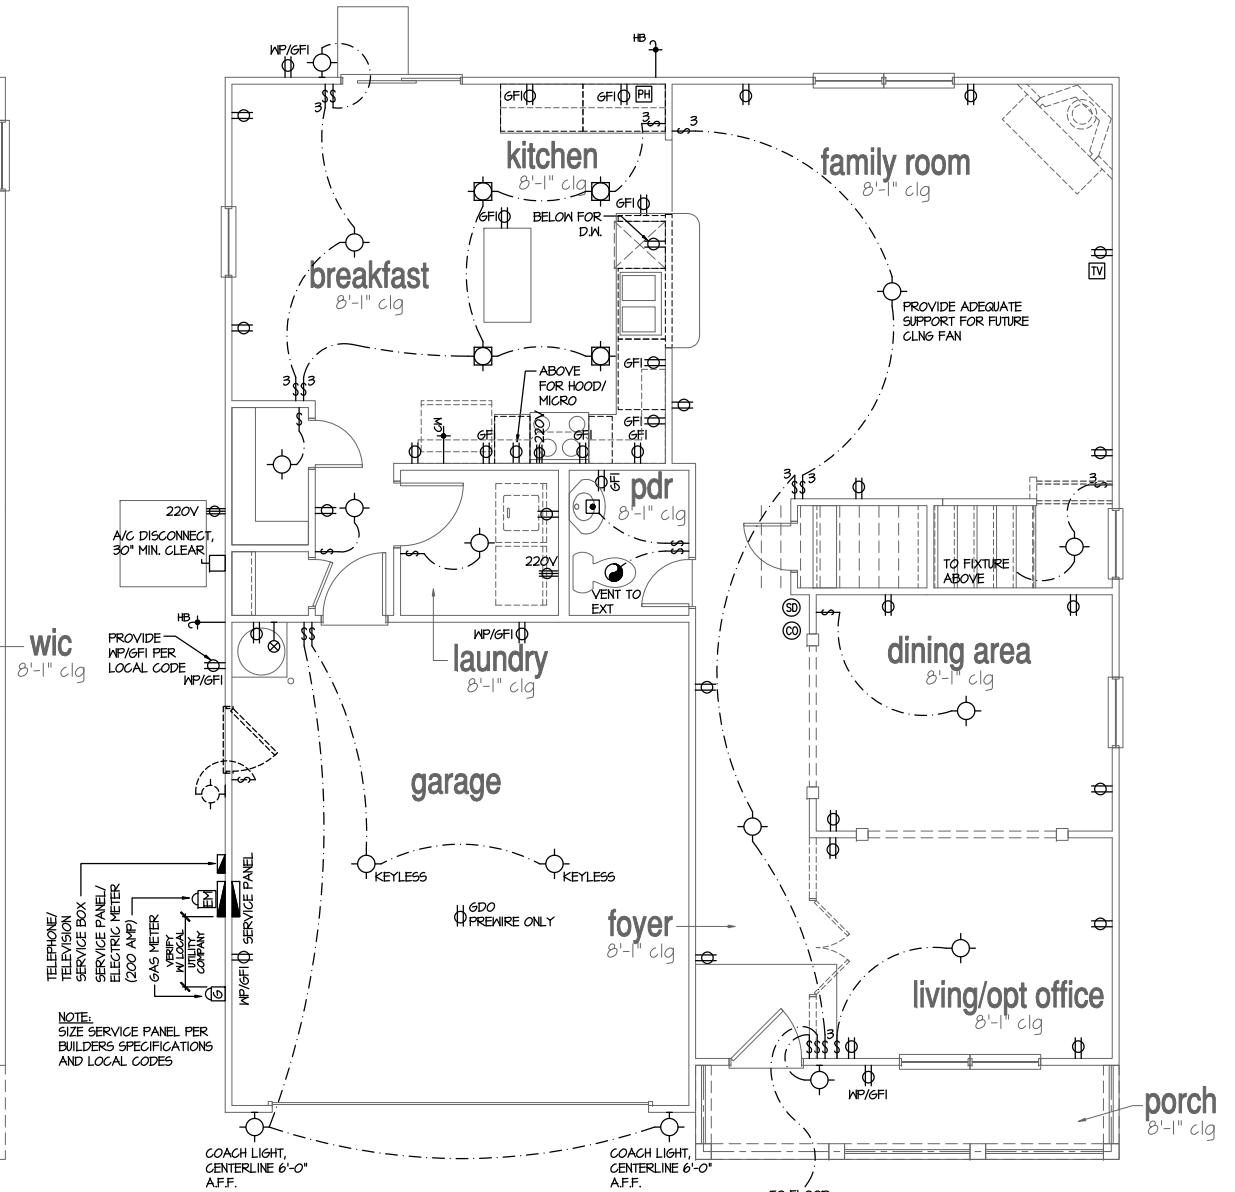 HB
WP/GFI
GFI
GFI
PH
3
3
3
kitchen
8'-1" clg
family room
8'-1" clg
GFI
GFI
BELOW FOR
D.W.
breakfast
8'-1" clg
TV
PROVIDE ADEQUATE
SUPPORT FOR FUTURE
CLNG FAN
GFI
3
3
ABOVE
FOR HOOD/
MICRO
CW
220V
GFI
GF
GFI
GFI
3
3
3
GFI
pdr
8'-1" clg
220V
A/C DISCONNECT,
30" MIN. CLEAR
220V
TO FIXTURE
ABOVE
VENT TO
EXT
SD
CO
HB
PROVIDE
WP/GFI PER
LOCAL CODE
WP/GFI
WP/GFI
wic
8'-1" clg
laundry
8'-1" clg
dining area
8'-1" clg
garage
KEYLESS
KEYLESS
GDO
PREWIRE ONLY
TELEPHONE/
TELEVISION
SERVICE BOX
SERVICE PANEL/
ELECTRIC METER
(200 AMP)
GAS METER
VERIFY
W/ LOCAL
UTILITY
COMPANY
EM
G
SERVICE PANEL
WP/GFI
foyer
8'-1" clg
living/opt office
8'-1" clg
NOTE:
SIZE SERVICE PANEL PER
BUILDERS SPECIFICATIONS
AND LOCAL CODES
3
WP/GFI
porch
8'-1" clg
COACH LIGHT,
CENTERLINE 6'-0"
A.F.F.
COACH LIGHT,
CENTERLINE 6'-0"
A.F.F.